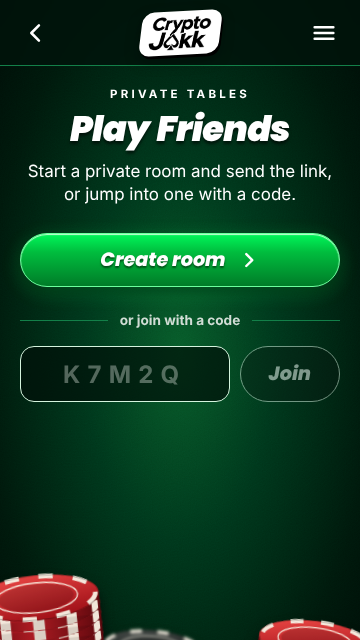 Crypto
Jokk
PRIVATE TABLES
Play Friends
Start a private room and send the link,
or jump into one with a code.
Create room
or join with a code
K7M2Q
Join